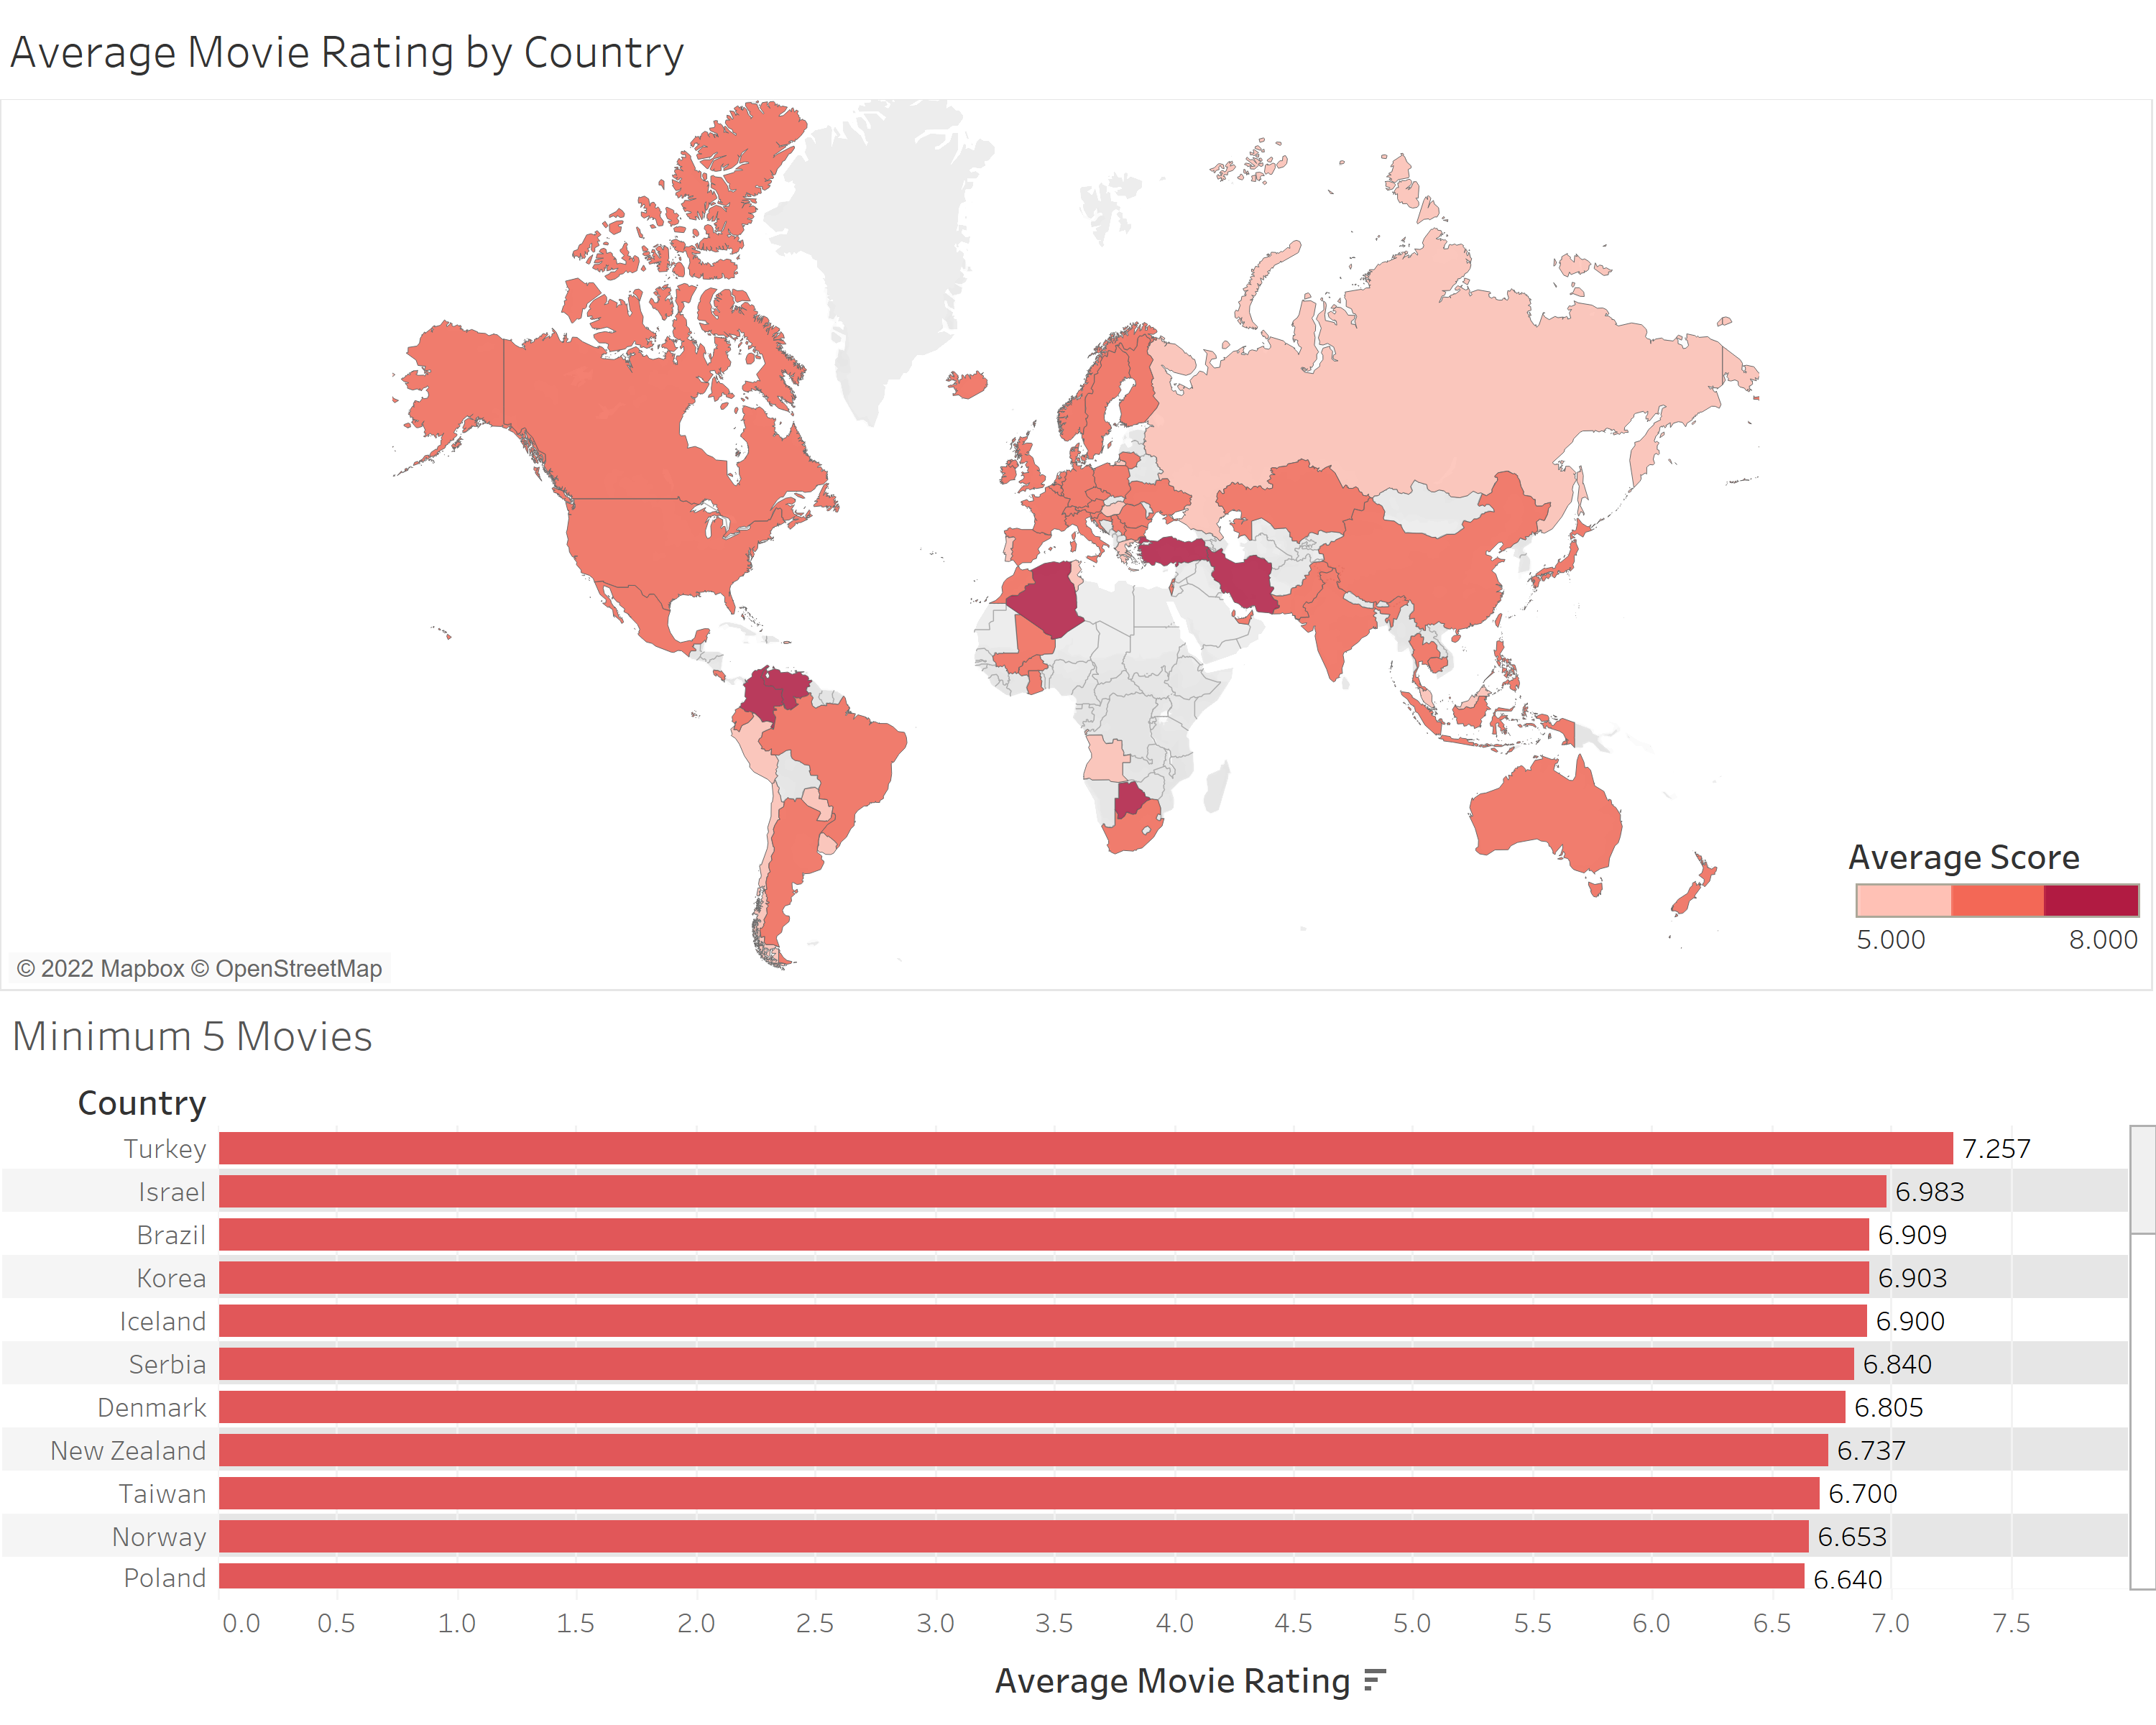 Average Movie Rating by Country
Average Score
5.000 8.000
© 2022 Mapbox © OpenStreetMap
Minimum 5 Movies
Country
Turkey 7.257
Israel 6.983
Brazil 6.909
Korea 6.903
Iceland 6.900
Serbia 6.840
Denmark 6.805
New Zealand 6.737
Taiwan 6.700
Norway 6.653
Poland 6.640
0.0 0.5 1.0 1.5 2.0 2.5 3.0 3.5 4.0 4.5 5.0 5.5 6.0 6.5 7.0 7.5
Average Movie Rating